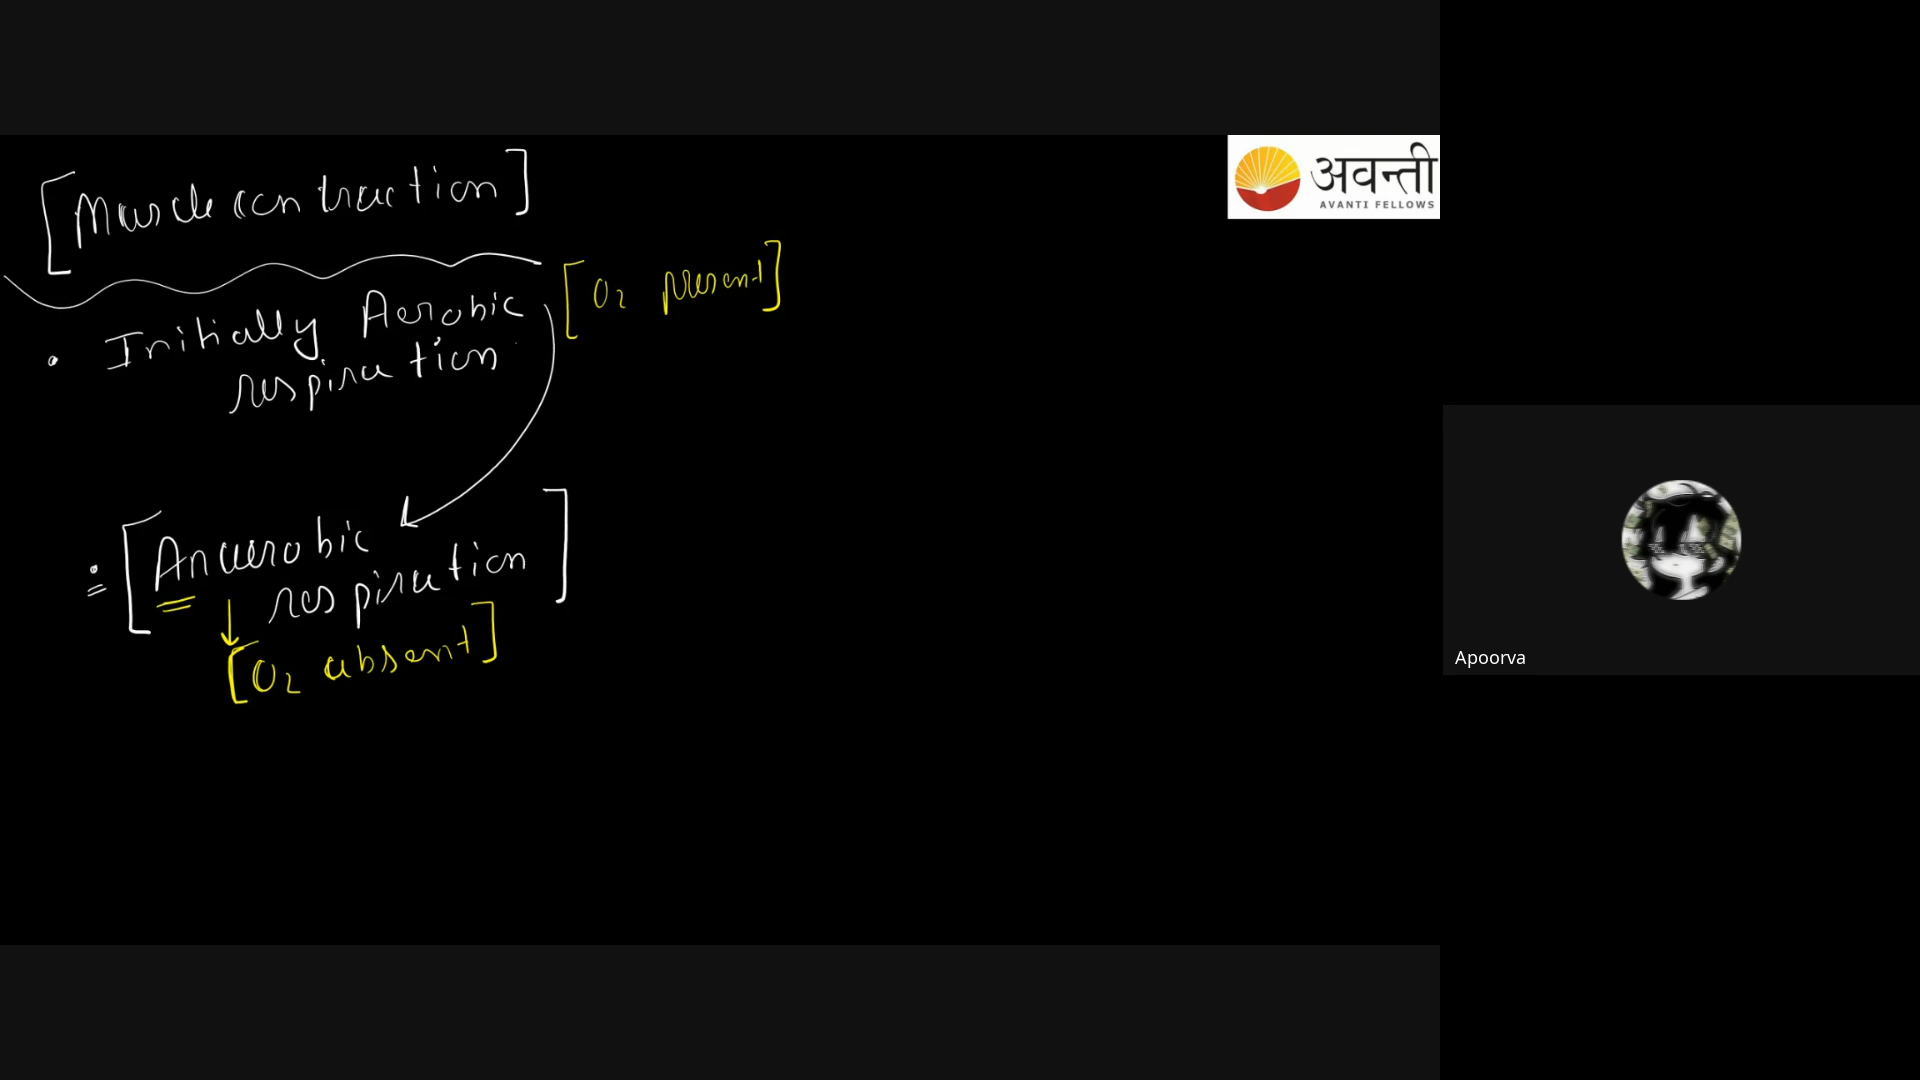 [Muscle contraction]
अवन्ती
AVANTI FELLOWS
• Initially Aerobic [O₂ present]
respiration
[Anaerobic
respiration]
[O₂ absent]
Apoorva